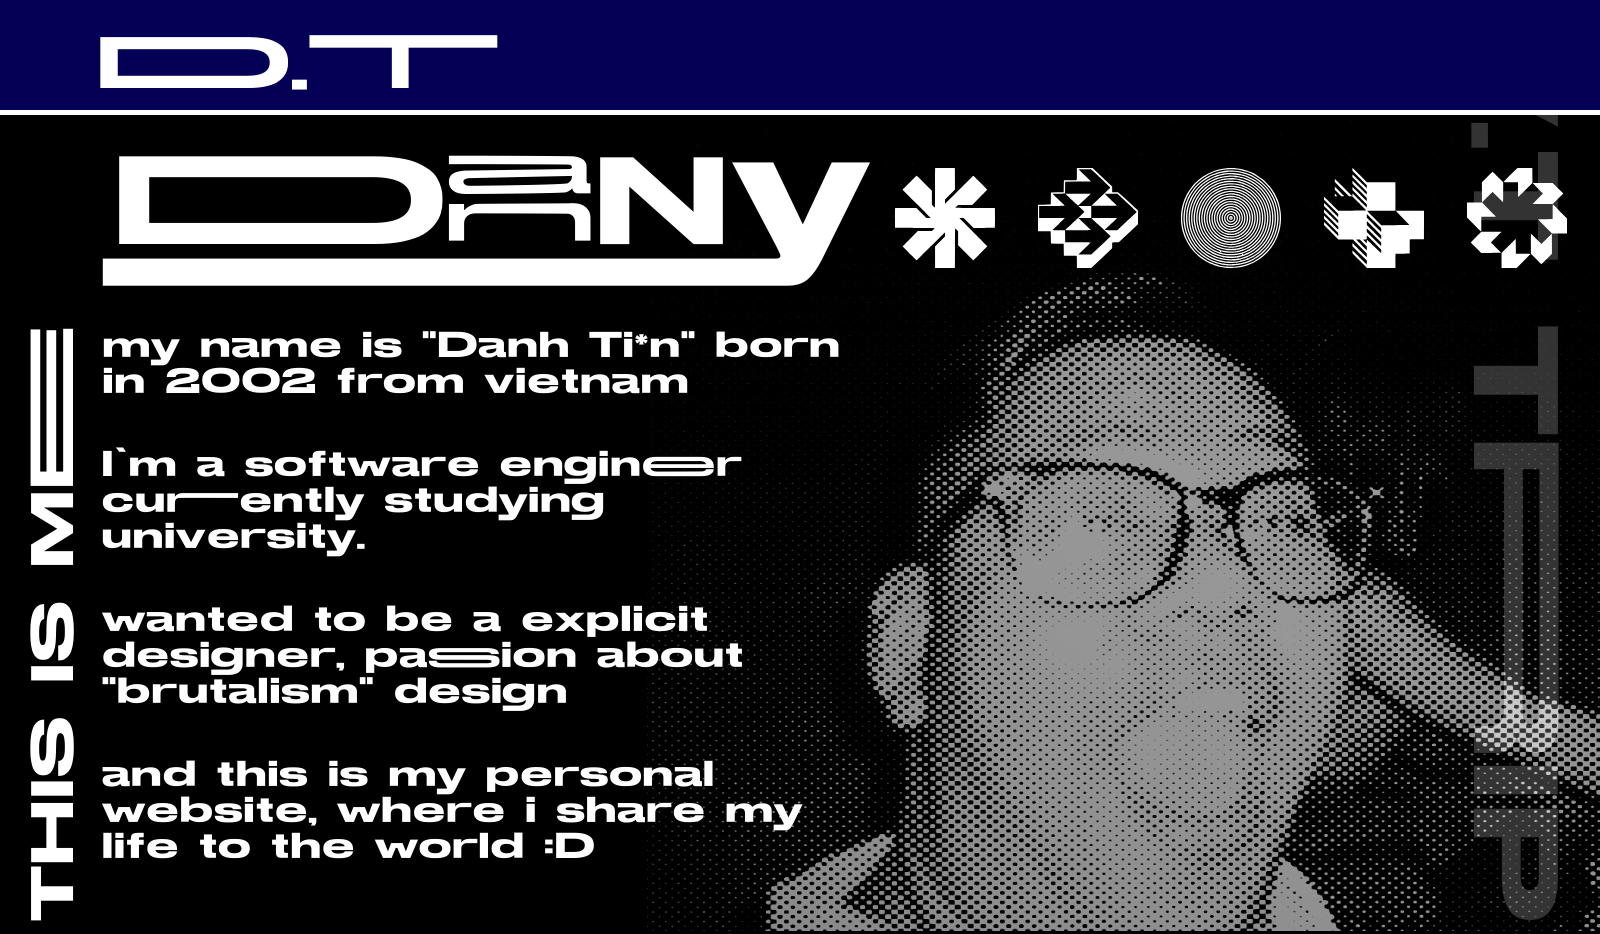 D.T
DanNy
THIS IS ME
my name is "Danh Ti*n" born
in 2002 from vietnam
I`m a software engineer
currently studying
university.
wanted to be a explicit
designer, passion about
"brutalism" design
and this is my personal
website, where i share my
life to the world :D